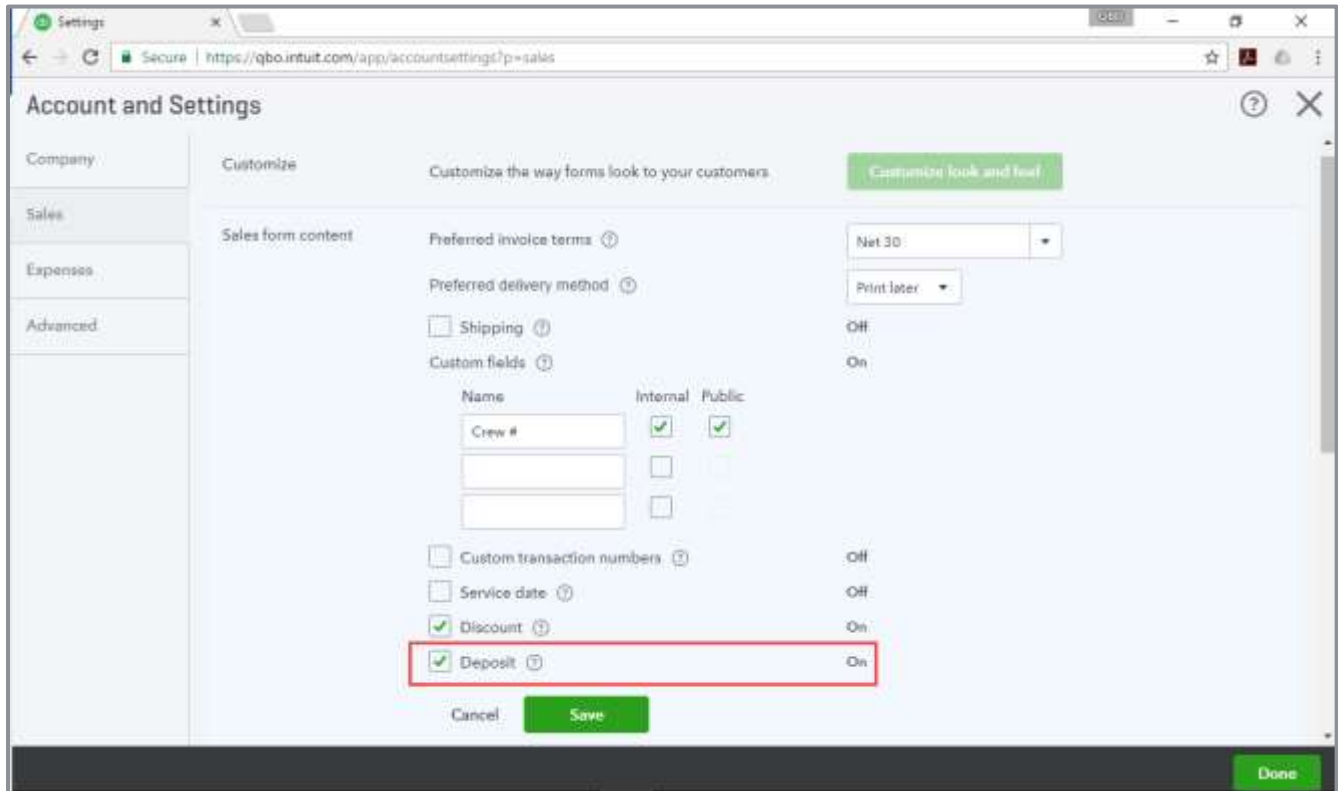 Settings
QBO
Secure | https://qbo.intuit.com/app/accountsettings?p=sales
Account and Settings
Company
Customize
Customize the way forms look to your customers
Customize look and feel
Sales
Sales form content
Preferred invoice terms
Net 30
Expenses
Preferred delivery method
Print later
Advanced
Shipping
Off
Custom fields
On
Name Internal Public
Crew #
Custom transaction numbers
Off
Service date
Off
Discount
On
Deposit
On
Cancel
Save
Done